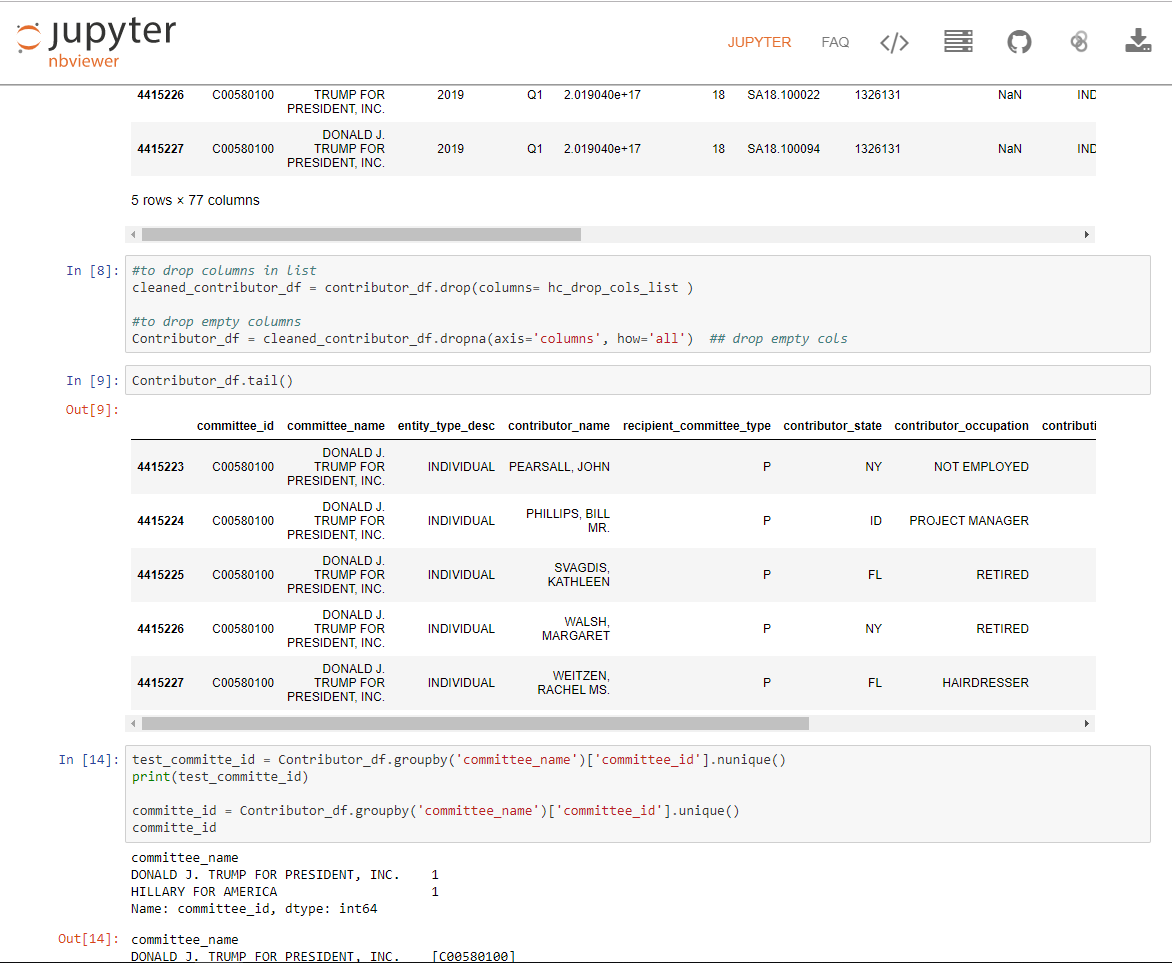 jupyter
nbviewer
JUPYTER FAQ </>
4415226 C00580100 TRUMP FOR PRESIDENT, INC. 2019 Q1 2.019040e+17 18 SA18.100022 1326131 NaN IND
4415227 C00580100 DONALD J. TRUMP FOR PRESIDENT, INC. 2019 Q1 2.019040e+17 18 SA18.100094 1326131 NaN IND
5 rows × 77 columns
In [8]: #to drop columns in list
cleaned_contributor_df = contributor_df.drop(columns= hc_drop_cols_list )
#to drop empty columns
Contributor_df = cleaned_contributor_df.dropna(axis='columns', how='all')  ## drop empty cols
In [9]: Contributor_df.tail()
Out[9]:
committee_id committee_name entity_type_desc contributor_name recipient_committee_type contributor_state contributor_occupation contributi
4415223 C00580100 DONALD J. TRUMP FOR PRESIDENT, INC. INDIVIDUAL PEARSALL, JOHN P NY NOT EMPLOYED
4415224 C00580100 DONALD J. TRUMP FOR PRESIDENT, INC. INDIVIDUAL PHILLIPS, BILL MR. P ID PROJECT MANAGER
4415225 C00580100 DONALD J. TRUMP FOR PRESIDENT, INC. INDIVIDUAL SVAGDIS, KATHLEEN P FL RETIRED
4415226 C00580100 DONALD J. TRUMP FOR PRESIDENT, INC. INDIVIDUAL WALSH, MARGARET P NY RETIRED
4415227 C00580100 DONALD J. TRUMP FOR PRESIDENT, INC. INDIVIDUAL WEITZEN, RACHEL MS. P FL HAIRDRESSER
In [14]: test_committe_id = Contributor_df.groupby('committee_name')['committee_id'].nunique()
print(test_committe_id)
committe_id = Contributor_df.groupby('committee_name')['committee_id'].unique()
committe_id
committee_name
DONALD J. TRUMP FOR PRESIDENT, INC.    1
HILLARY FOR AMERICA                    1
Name: committee_id, dtype: int64
Out[14]: committee_name
DONALD J. TRUMP FOR PRESIDENT, INC.    [C00580100]